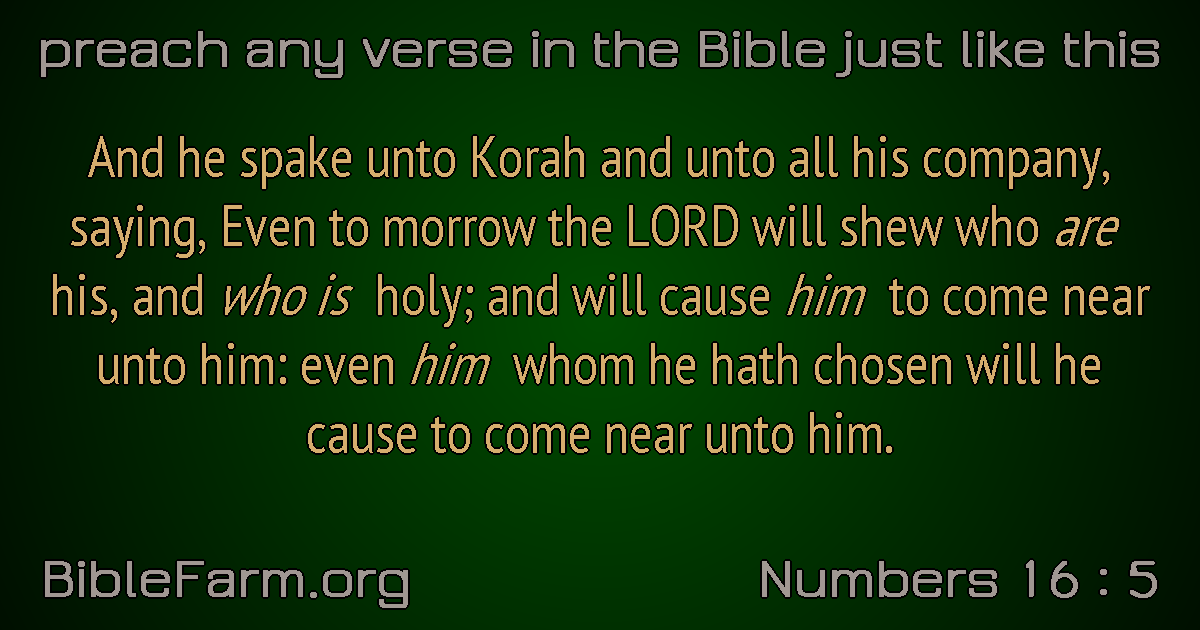 preach any verse in the Bible just like this
And he spake unto Korah and unto all his company,
saying, Even to morrow the LORD will shew who are
his, and who is holy; and will cause him to come near
unto him: even him whom he hath chosen will he
cause to come near unto him.
BibleFarm.org
Numbers 16 : 5